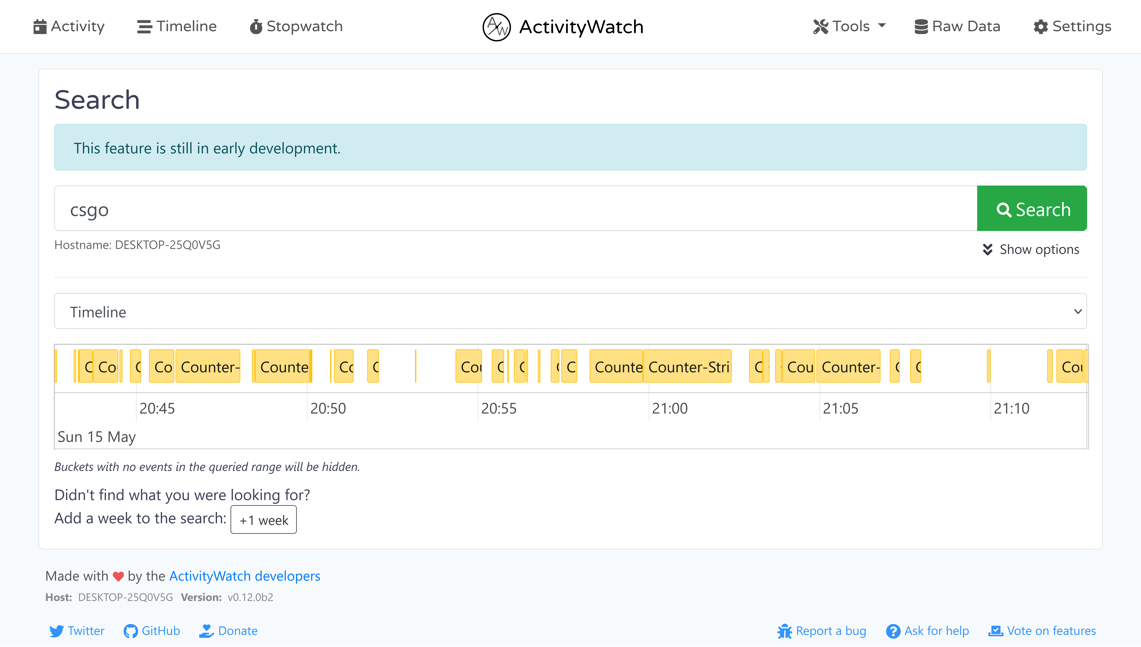 Activity Timeline Stopwatch ActivityWatch Tools Raw Data Settings
Search
This feature is still in early development.
csgo Search
Hostname: DESKTOP-25Q0V5G
Show options
Timeline
C Co C Co Counter- Counte Co C Cou C C C C Counte Counter-Stri C Cou Counter- C C Cou
20:45 20:50 20:55 21:00 21:05 21:10
Sun 15 May
Buckets with no events in the queried range will be hidden.
Didn't find what you were looking for?
Add a week to the search: +1 week
Made with ❤ by the ActivityWatch developers
Host: DESKTOP-25Q0V5G Version: v0.12.0b2
Twitter GitHub Donate Report a bug Ask for help Vote on features